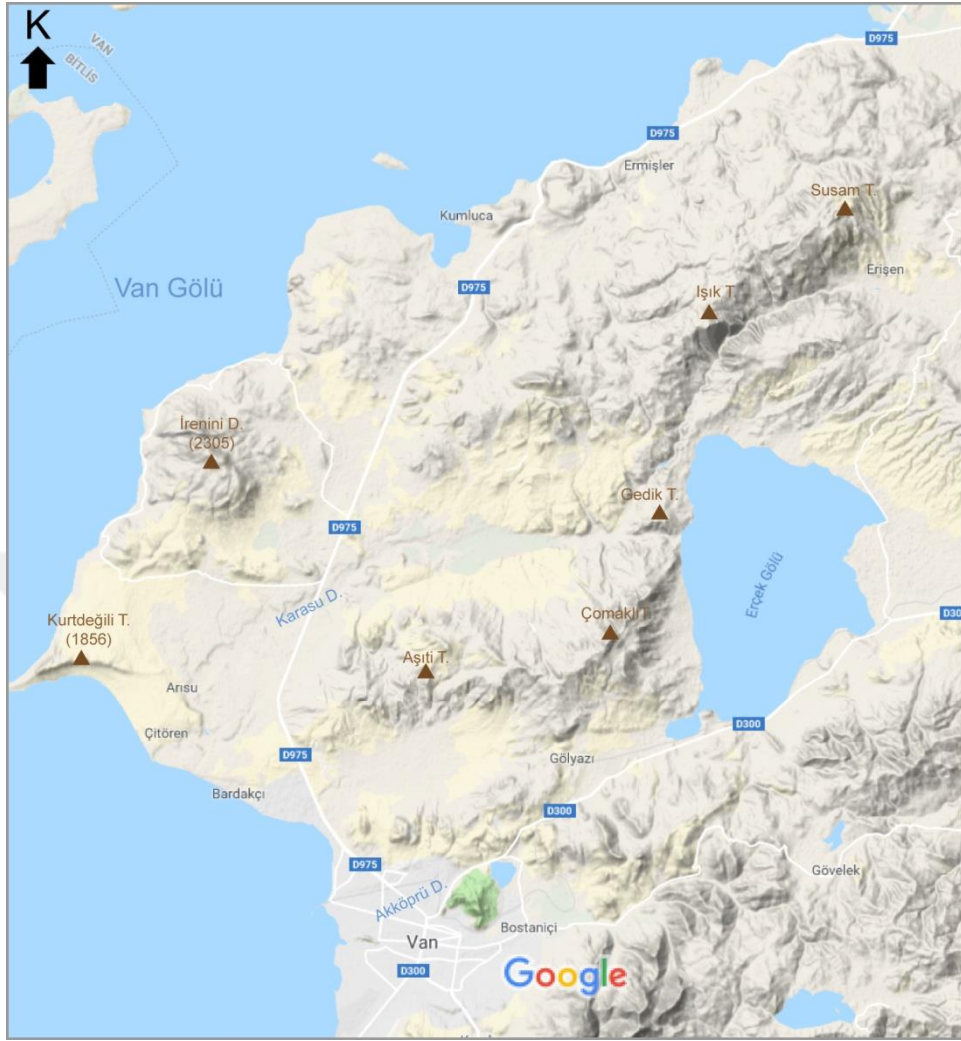 K
VAN
BİTLİS
D975
D975
Ermişler
Susam T.
Kumluca
Erişen
Van Gölü
D975
Işık T.
İrenini D.
(2305)
Gedik T.
D975
Erçek Gölü
Karasu D.
Çomaklı T.
Kurtdeğili T.
(1856)
Aşıti T.
Arısu
Çitören
D300
D975
Gölyazı
Bardakçı
D300
D975
Gövelek
Akköprü D.
Bostaniçi
Van
D300
Google